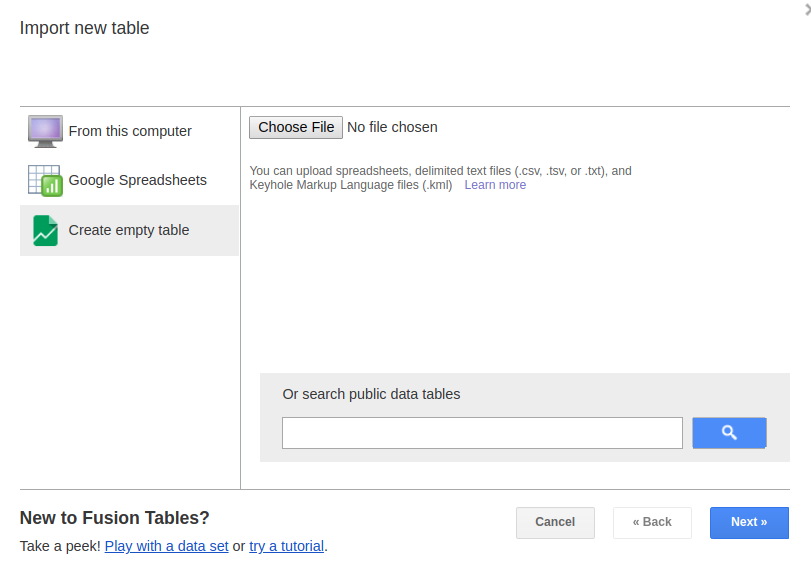 Import new table
From this computer
Google Spreadsheets
Create empty table
Choose File No file chosen
You can upload spreadsheets, delimited text files (.csv, .tsv, or .txt), and
Keyhole Markup Language files (.kml) Learn more
Or search public data tables
New to Fusion Tables?
Take a peek! Play with a data set or try a tutorial.
Cancel
« Back
Next »